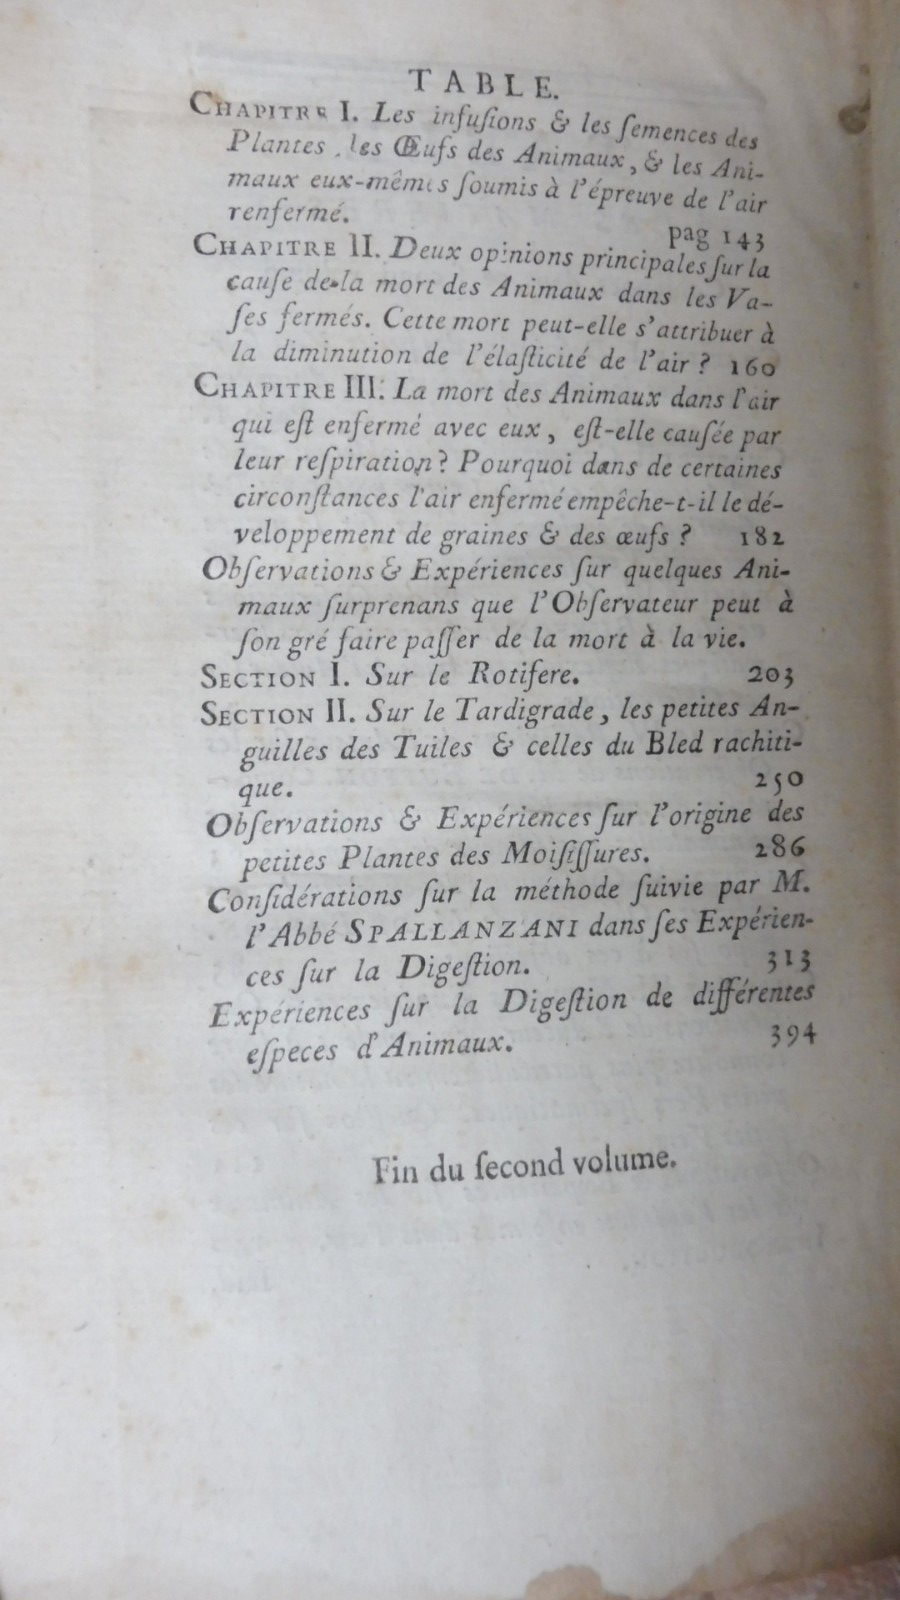 TABLE.
CHAPITRE I. Les infuſions & les ſemences des
Plantes, les Œufs des Animaux, & les Ani-
maux eux-mêmes ſoumis à l'épreuve de l'air
renfermé. pag 143
CHAPITRE II. Deux opinions principales ſur la
cauſe de la mort des Animaux dans les Va-
ſes fermés. Cette mort peut-elle s'attribuer à
la diminution de l'élaſticité de l'air ? 160
CHAPITRE III. La mort des Animaux dans l'air
qui eſt enfermé avec eux, eſt-elle cauſée par
leur reſpiration? Pourquoi dans de certaines
circonſtances l'air enfermé empêche-t-il le dé-
veloppement de graines & des œufs ? 182
Obſervations & Expériences ſur quelques Ani-
maux ſurprenans que l'Obſervateur peut à
ſon gré faire paſſer de la mort à la vie.
SECTION I. Sur le Rotifere. 203
SECTION II. Sur le Tardigrade, les petites An-
guilles des Tuiles & celles du Bled rachiti-
que. 250
Obſervations & Expériences ſur l'origine des
petites Plantes des Moiſiſſures. 286
Conſidérations ſur la méthode ſuivie par M.
l'Abbé SPALLANZANI dans ſes Expérien-
ces ſur la Digeſtion. 313
Expériences ſur la Digeſtion de différentes
eſpeces d'Animaux. 394
Fin du ſecond volume.